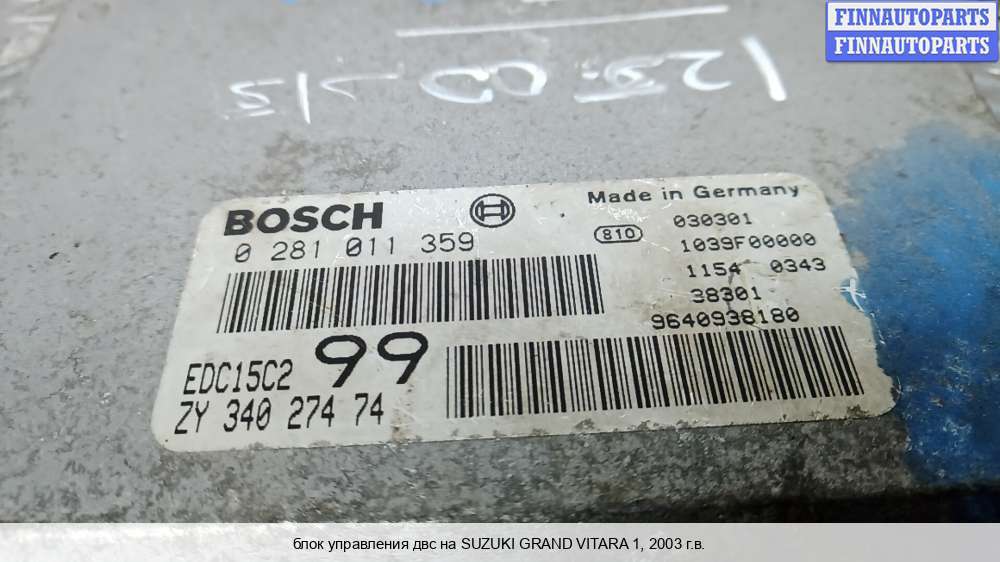 FINNAUTOPARTS
FINNAUTOPARTS
BOSCH
Made in Germany
0 281 011 359
030301
810
1039F00000
1154 0343
38301
9640938180
EDC15C2
99
ZY 340 274 74
блок управления двс на SUZUKI GRAND VITARA 1, 2003 г.в.